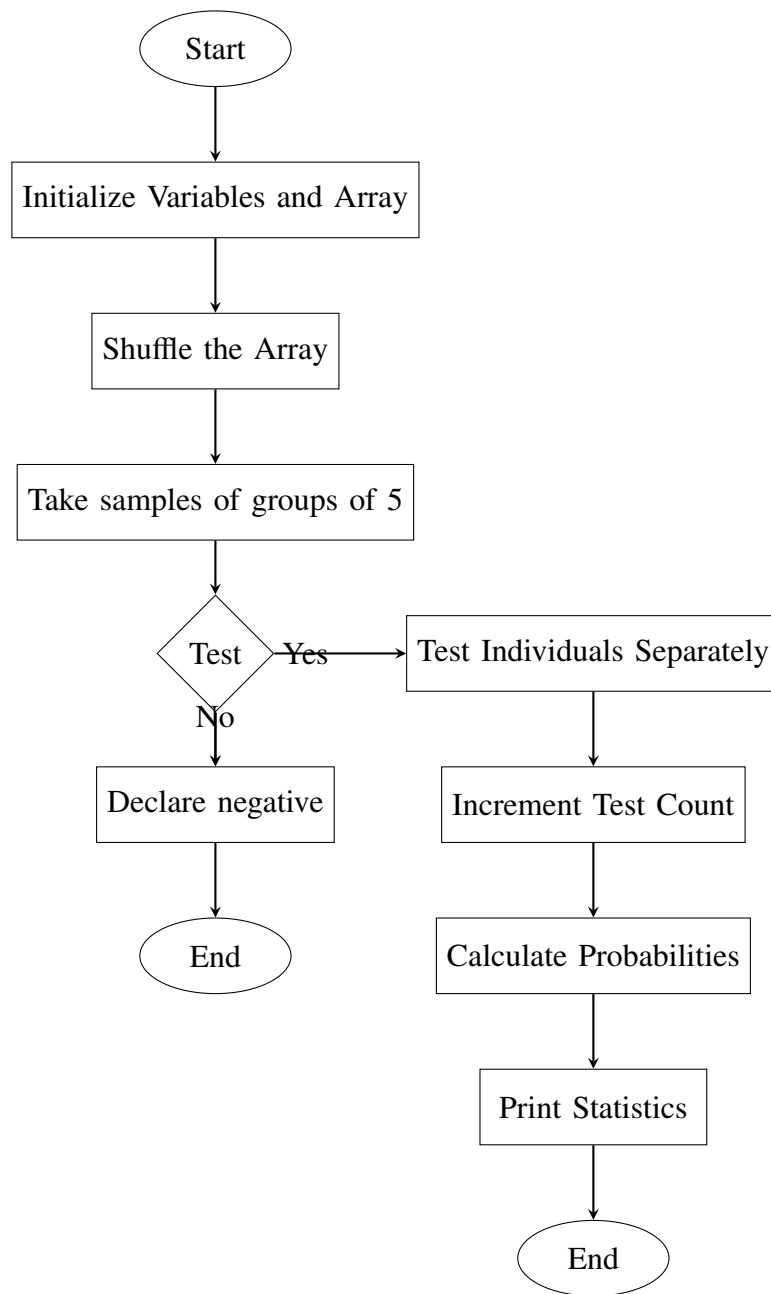 Start
Initialize Variables and Array
Shuffle the Array
Take samples of groups of 5
Test
Yes
Test Individuals Separately
No
Declare negative
Increment Test Count
End
Calculate Probabilities
Print Statistics
End